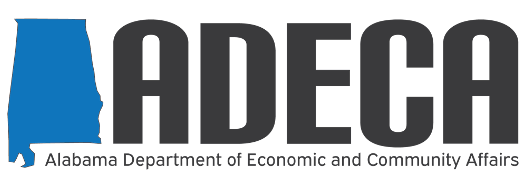 ADECA
Alabama Department of Economic and Community Affairs